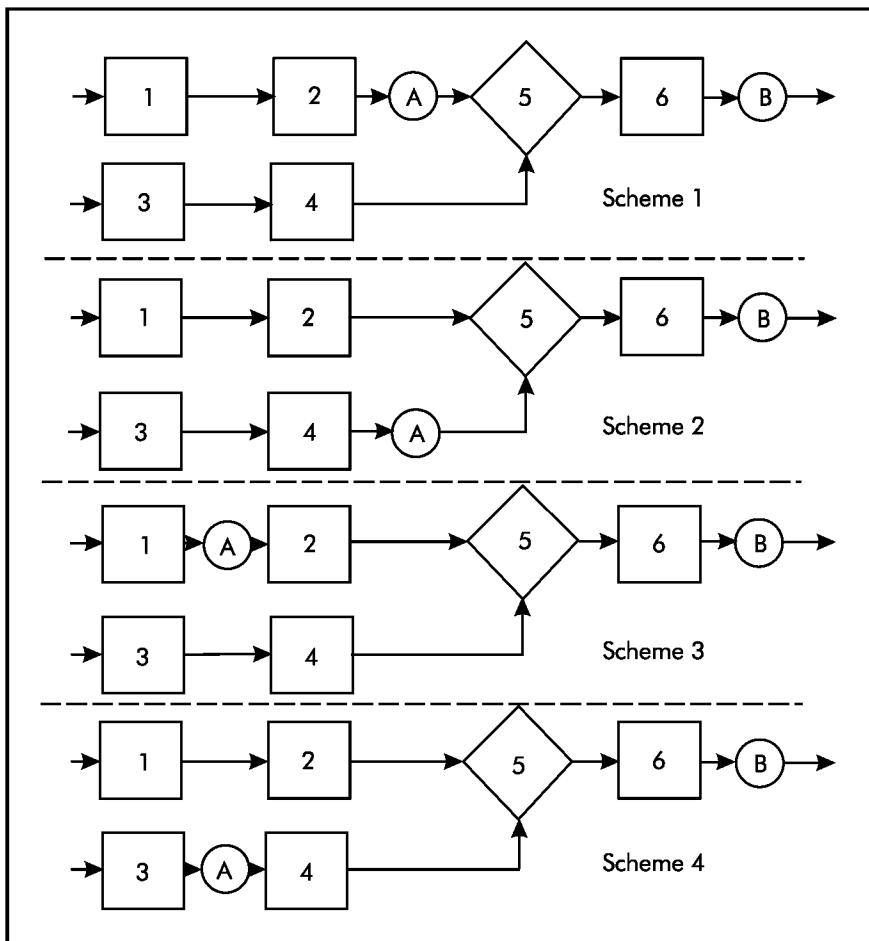 1 2 A 5 6 B
3 4 Scheme 1
1 2 5 6 B
3 4 A Scheme 2
1 A 2 5 6 B
3 4 Scheme 3
1 2 5 6 B
3 A 4 Scheme 4